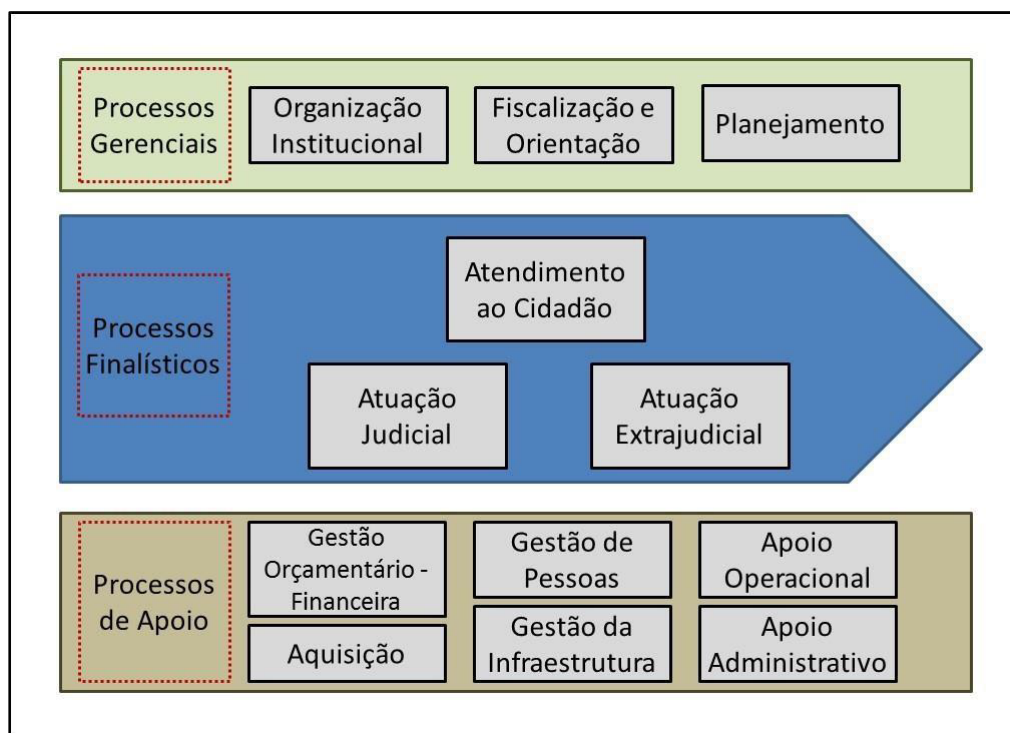 Processos
Gerenciais
Organização
Institucional
Fiscalização e
Orientação
Planejamento
Processos
Finalísticos
Atendimento
ao Cidadão
Atuação
Judicial
Atuação
Extrajudicial
Processos
de Apoio
Gestão
Orçamentário -
Financeira
Gestão de
Pessoas
Apoio
Operacional
Aquisição
Gestão da
Infraestrutura
Apoio
Administrativo